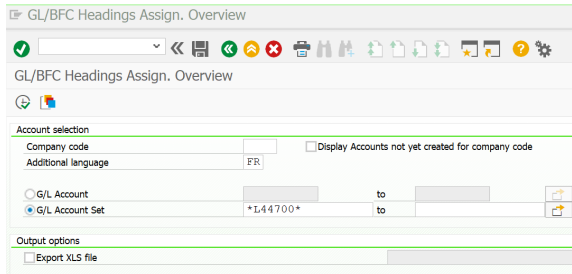 GL/BFC Headings Assign. Overview
GL/BFC Headings Assign. Overview
Account selection
Company code Display Accounts not yet created for company code
Additional language FR
G/L Account to
G/L Account Set *L44700* to
Output options
Export XLS file